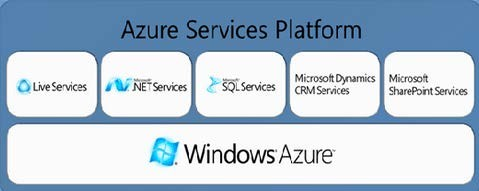 Azure Services Platform
Live Services
Microsoft
.NET Services
Microsoft
SQL Services
Microsoft Dynamics
CRM Services
Microsoft
SharePoint Services
Windows Azure™